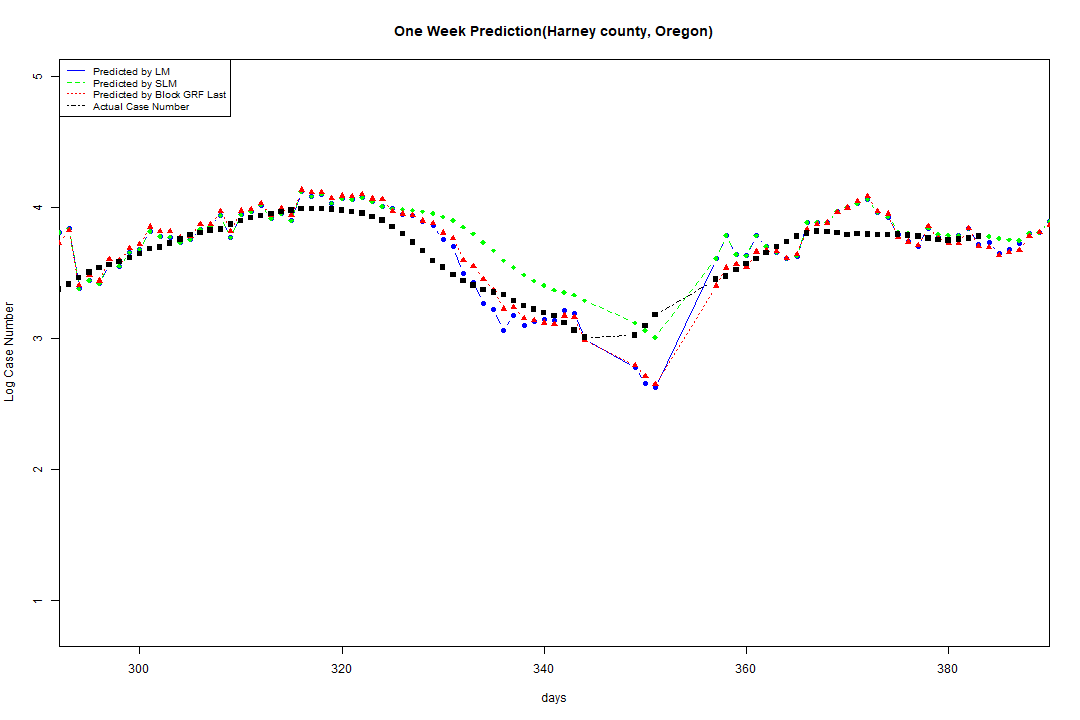 One Week Prediction(Harney county, Oregon)
Predicted by LM
Predicted by SLM
Predicted by Block GRF Last
Actual Case Number
5
4
3
2
1
Log Case Number
300 320 340 360 380
days